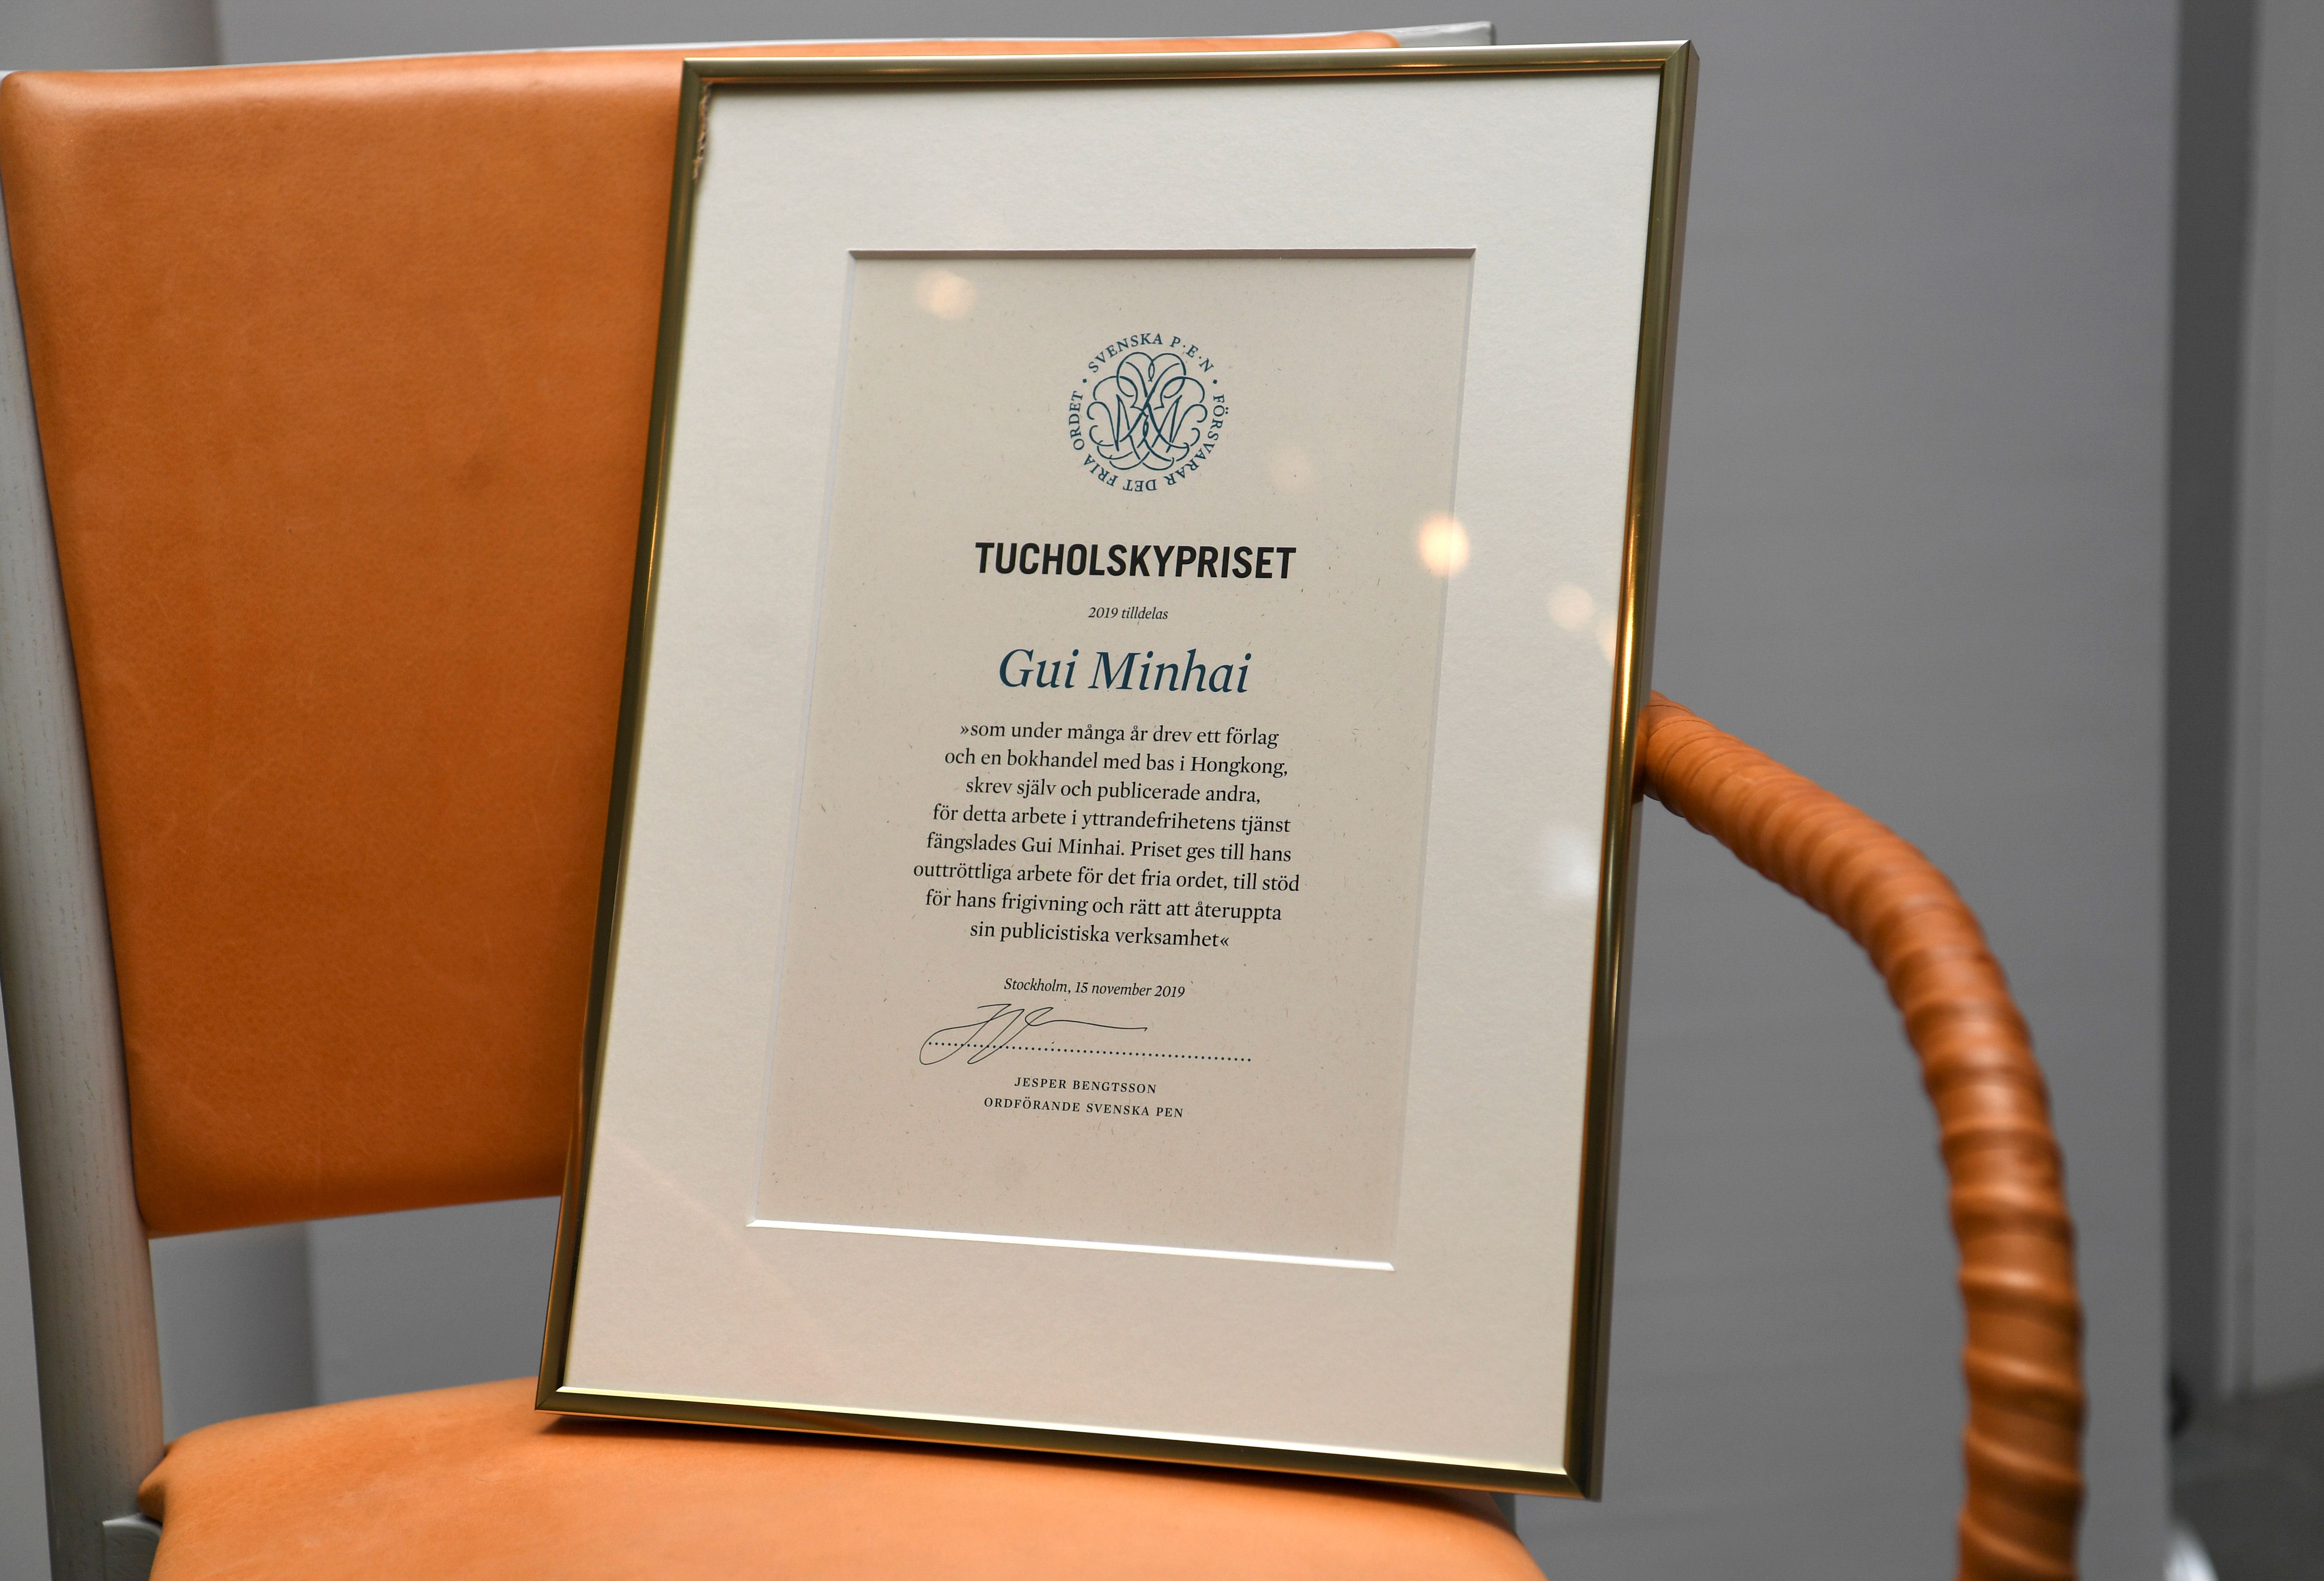 SVENSKA P·E·N · FÖRSVARAR DET FRIA ORDET ·
TUCHOLSKYPRISET
2019 tilldelas
Gui Minhai
»som under många år drev ett förlag
och en bokhandel med bas i Hongkong,
skrev själv och publicerade andra,
för detta arbete i yttrandefrihetens tjänst
fängslades Gui Minhai. Priset ges till hans
outtröttliga arbete för det fria ordet, till stöd
för hans frigivning och rätt att återuppta
sin publicistiska verksamhet«
Stockholm, 15 november 2019
JESPER BENGTSSON
ORDFÖRANDE SVENSKA PEN